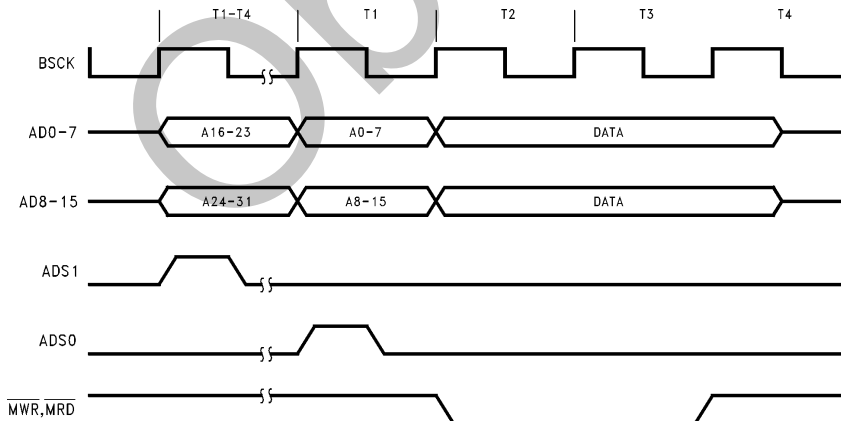 T1-T4 T1 T2 T3 T4
BSCK
AD0-7 A16-23 A0-7 DATA
AD8-15 A24-31 A8-15 DATA
ADS1
ADS0
MWR,MRD